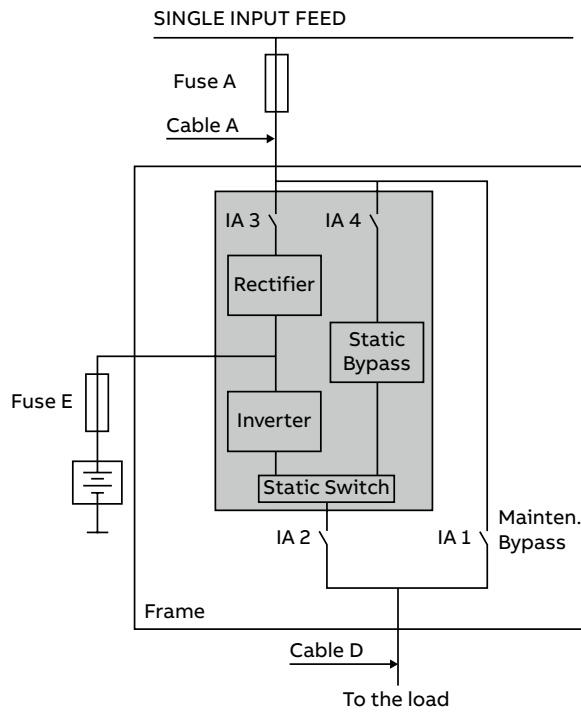 SINGLE INPUT FEED
Fuse A
Cable A
IA 3
IA 4
Rectifier
Static
Bypass
Fuse E
Inverter
Static Switch
IA 2
IA 1
Mainten.
Bypass
Frame
Cable D
To the load